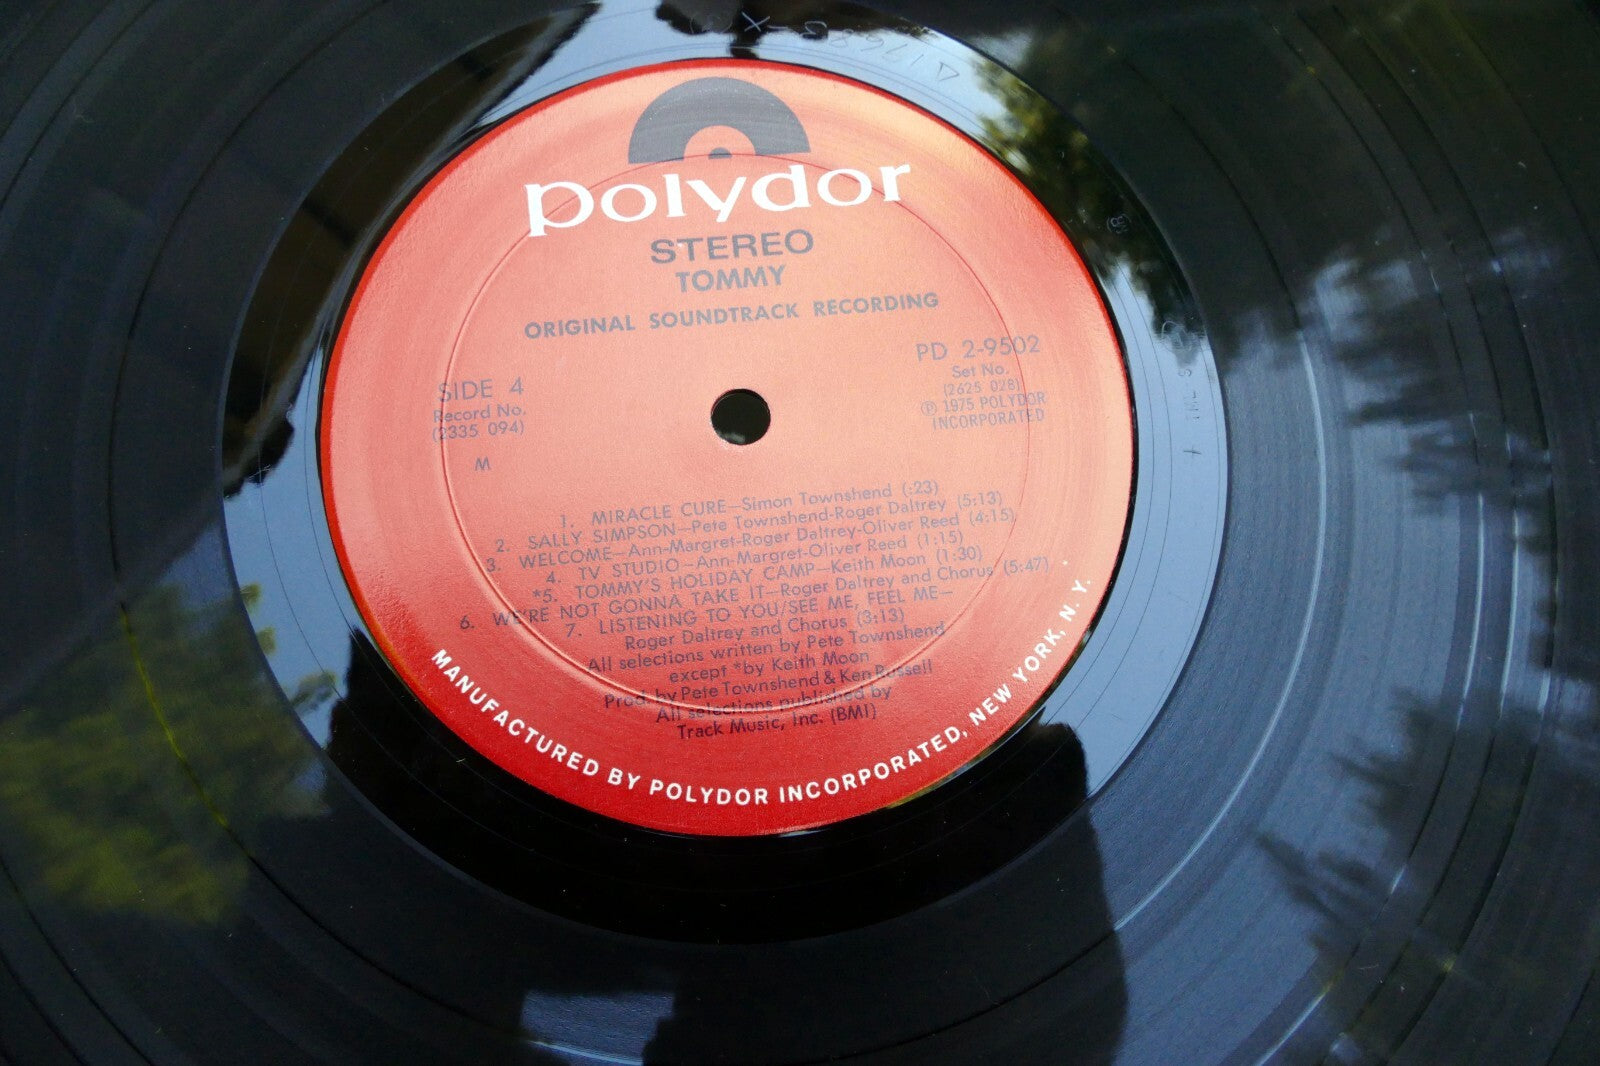 polydor
STEREO
TOMMY
ORIGINAL SOUNDTRACK RECORDING
SIDE 4
Record No.
(2335 094)
M
PD 2-9502
Set No.
(2625 028)
℗ 1975 POLYDOR
INCORPORATED
1. MIRACLE CURE—Simon Townshend (:23)
2. SALLY SIMPSON—Pete Townshend-Roger Daltrey (5:13)
3. WELCOME—Ann-Margret-Roger Daltrey-Oliver Reed (4:15)
4. TV STUDIO—Ann-Margret-Oliver Reed (1:15)
*5. TOMMY'S HOLIDAY CAMP—Keith Moon (1:30)
6. WE'RE NOT GONNA TAKE IT—Roger Daltrey and Chorus (5:47)
7. LISTENING TO YOU/SEE ME, FEEL ME—
Roger Daltrey and Chorus (3:13)
All selections written by Pete Townshend
except *by Keith Moon
Prod. by Pete Townshend & Ken Russell
All selections published by
Track Music, Inc. (BMI)
MANUFACTURED BY POLYDOR INCORPORATED, NEW YORK, N. Y.